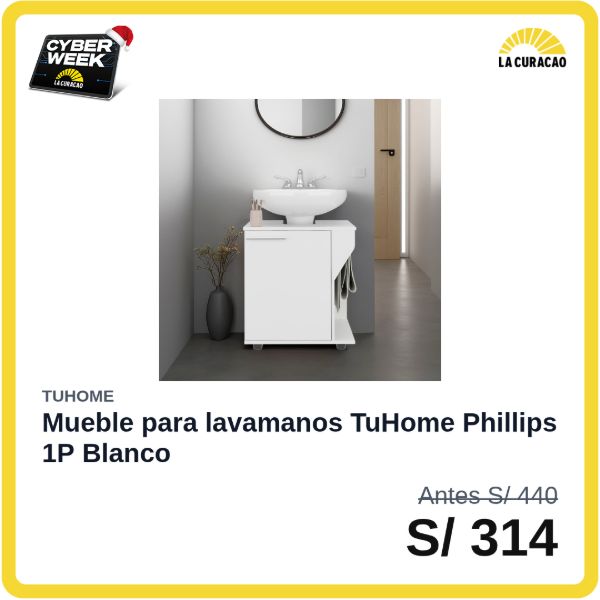 CYBER
WEEK
LA CURACAO
LA CURACAO
TUHOME
Mueble para lavamanos TuHome Phillips
1P Blanco
Antes S/ 440
S/ 314